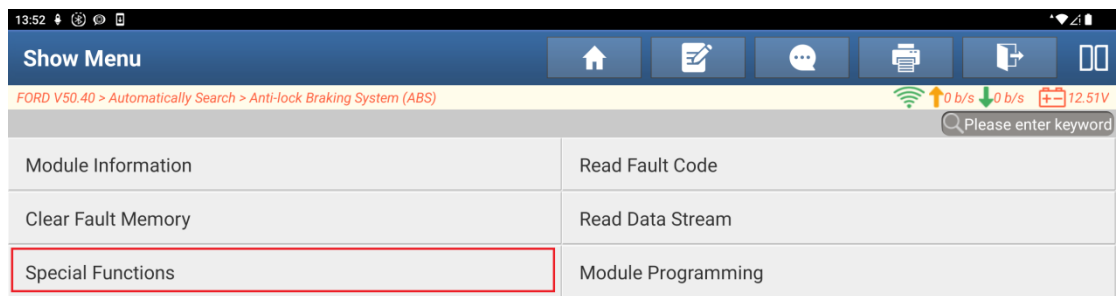 13:52
Show Menu
FORD V50.40 > Automatically Search > Anti-lock Braking System (ABS)
0 b/s 0 b/s 12.51V
Please enter keyword
Module Information
Read Fault Code
Clear Fault Memory
Read Data Stream
Special Functions
Module Programming